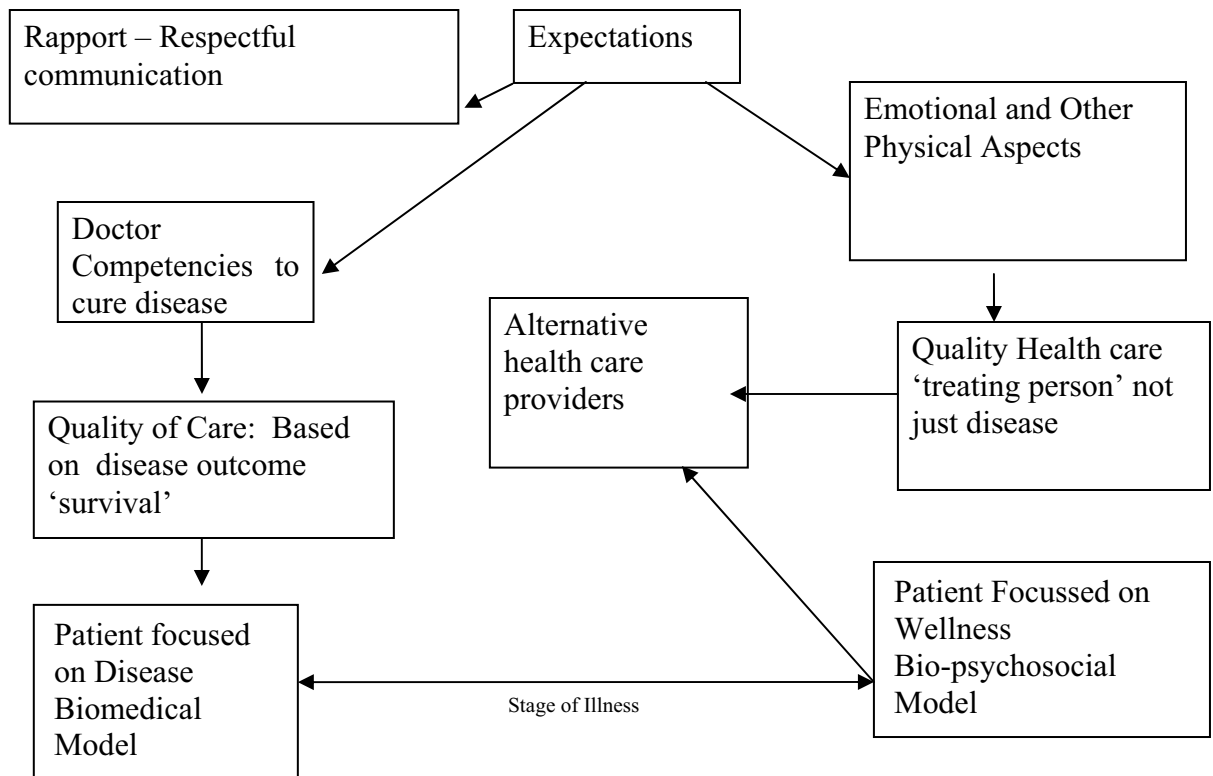 Rapport – Respectful
communication
Expectations
Emotional and Other
Physical Aspects
Doctor
Competencies to
cure disease
Alternative
health care
providers
Quality Health care
‘treating person’ not
just disease
Quality of Care: Based
on disease outcome
‘survival’
Patient focused
on Disease
Biomedical
Model
Stage of Illness
Patient Focussed on
Wellness
Bio-psychosocial
Model